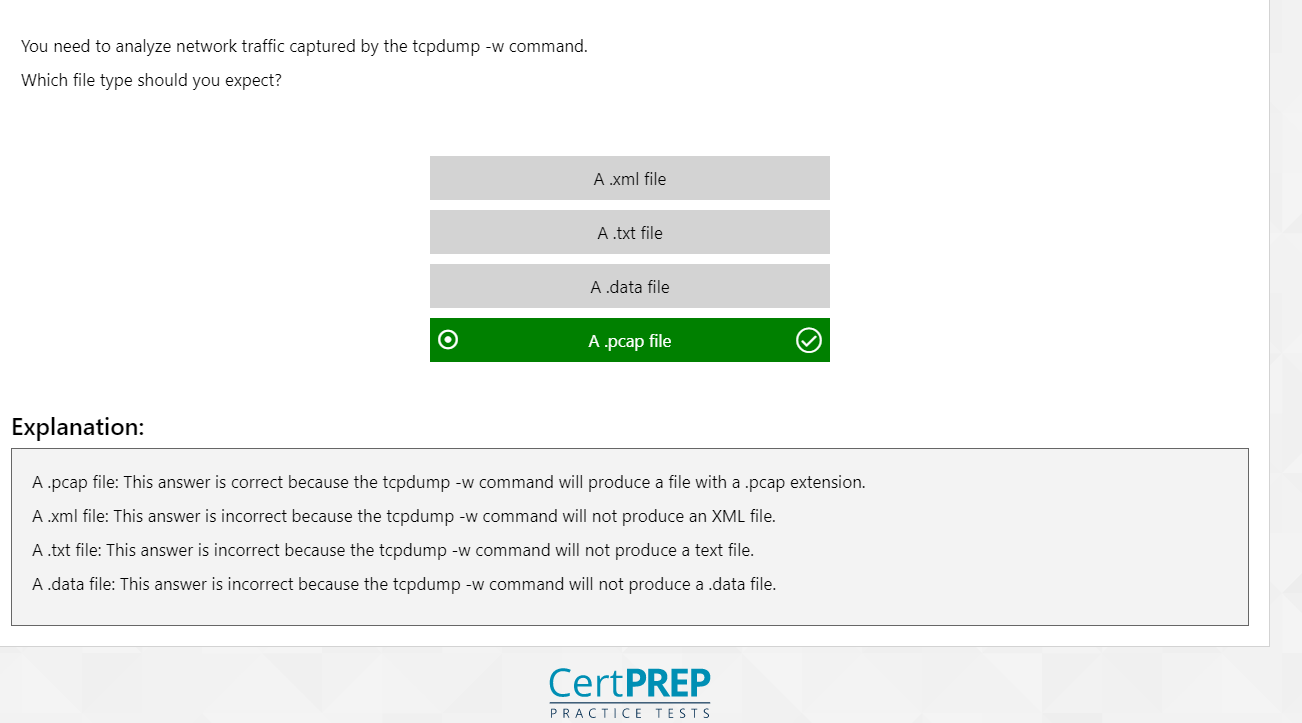 You need to analyze network traffic captured by the tcpdump -w command.
Which file type should you expect?
A .xml file
A .txt file
A .data file
A .pcap file
Explanation:
A .pcap file: This answer is correct because the tcpdump -w command will produce a file with a .pcap extension.
A .xml file: This answer is incorrect because the tcpdump -w command will not produce an XML file.
A .txt file: This answer is incorrect because the tcpdump -w command will not produce a text file.
A .data file: This answer is incorrect because the tcpdump -w command will not produce a .data file.
CertPREP
PRACTICE TESTS